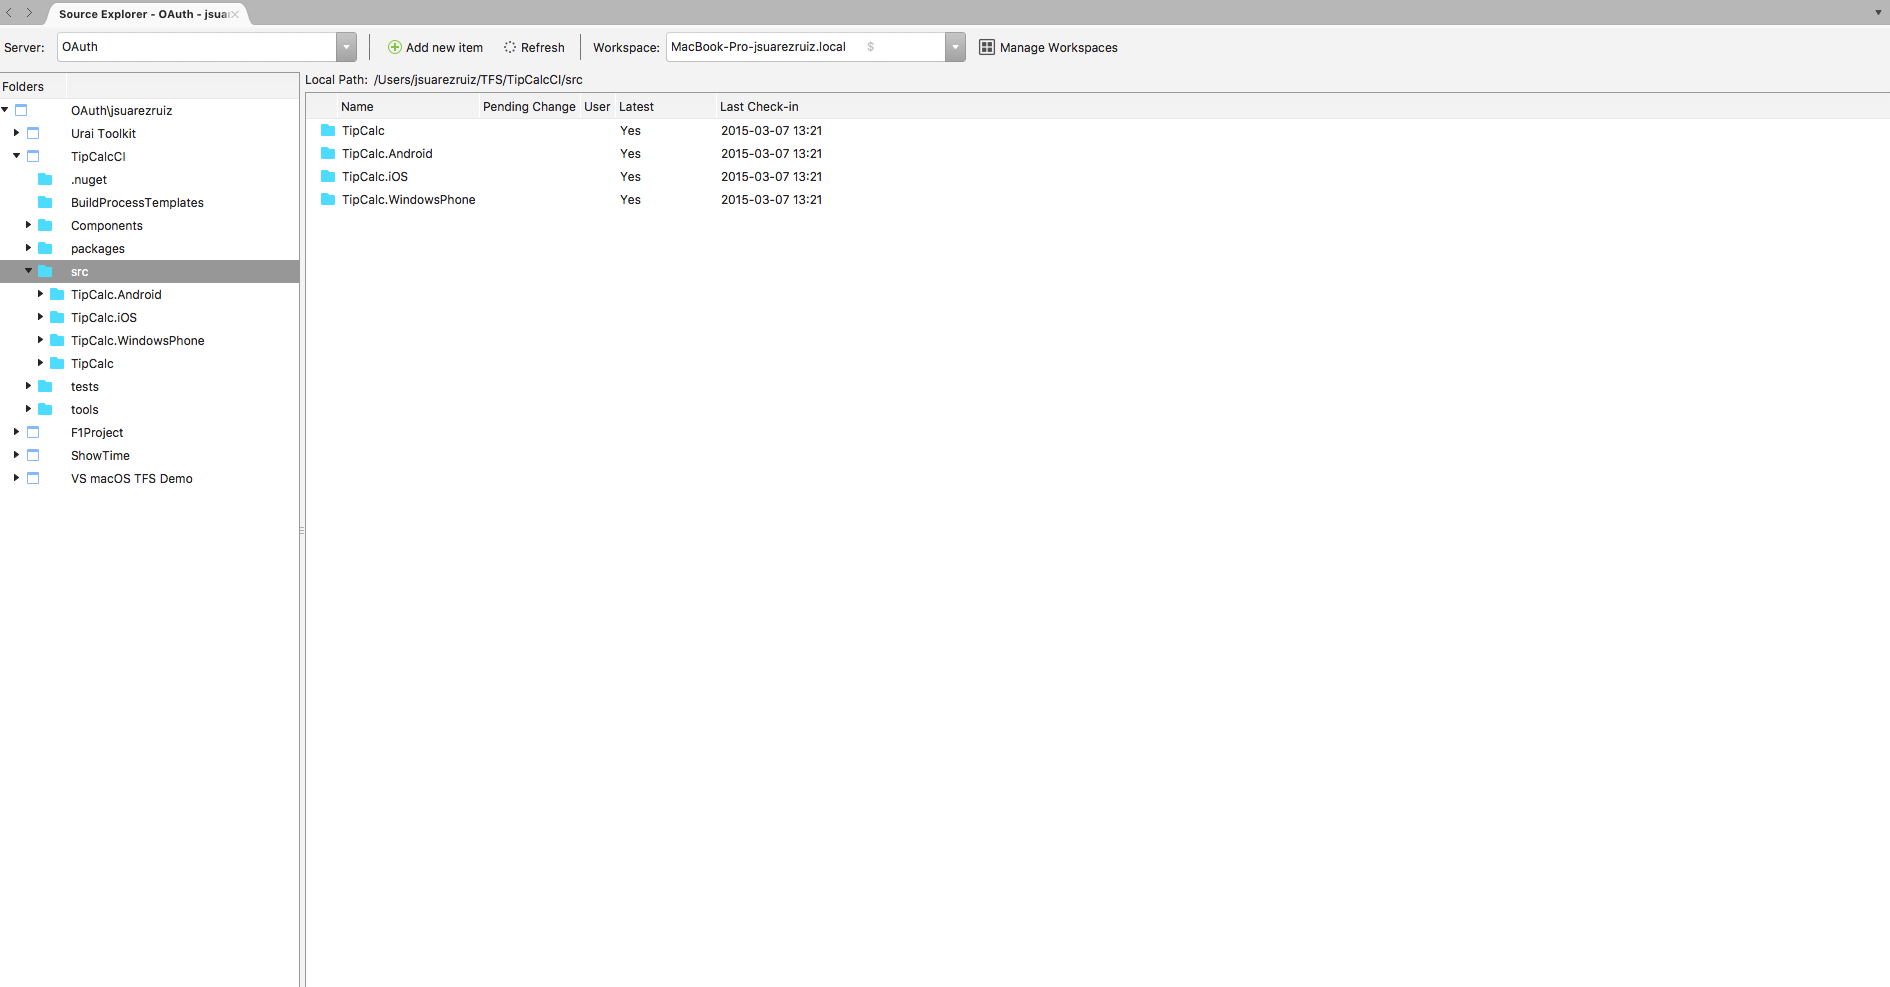 Source Explorer - OAuth - jsua
Server: OAuth Add new item Refresh Workspace: MacBook-Pro-jsuarezruiz.local $ Manage Workspaces
Folders
OAuth\jsuarezruiz
Urai Toolkit
TipCalcCI
.nuget
BuildProcessTemplates
Components
packages
src
TipCalc.Android
TipCalc.iOS
TipCalc.WindowsPhone
TipCalc
tests
tools
F1Project
ShowTime
VS macOS TFS Demo
Local Path: /Users/jsuarezruiz/TFS/TipCalcCI/src
Name Pending Change User Latest Last Check-in
TipCalc Yes 2015-03-07 13:21
TipCalc.Android Yes 2015-03-07 13:21
TipCalc.iOS Yes 2015-03-07 13:21
TipCalc.WindowsPhone Yes 2015-03-07 13:21